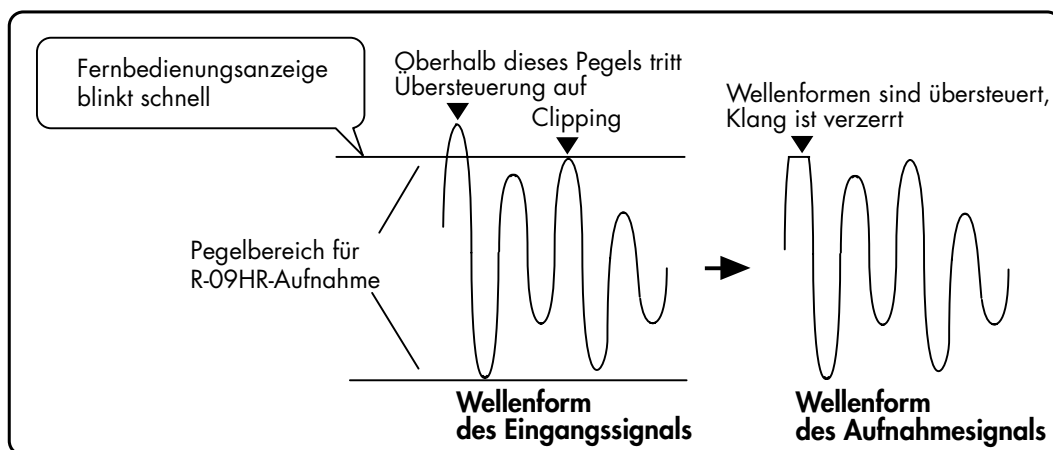 Fernbedienungsanzeige
blinkt schnell
Oberhalb dieses Pegels tritt
Übersteuerung auf
Clipping
Wellenformen sind übersteuert,
Klang ist verzerrt
Pegelbereich für
R-09HR-Aufnahme
Wellenform
des Eingangssignals
Wellenform
des Aufnahmesignals